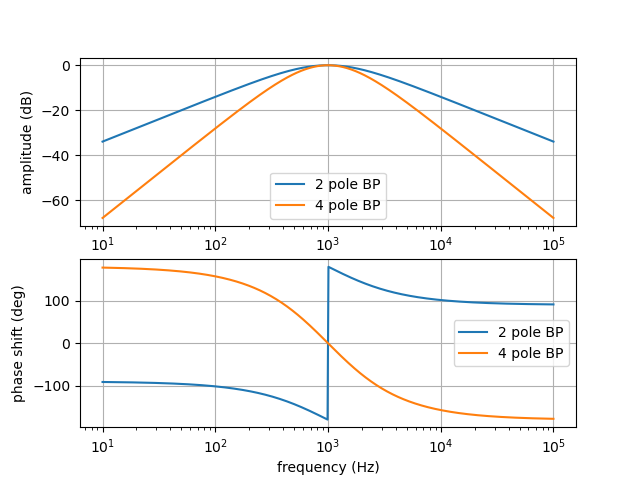 0
−20
−40
−60
amplitude (dB)
2 pole BP
4 pole BP
10¹ 10² 10³ 10⁴ 10⁵
100
0
−100
phase shift (deg)
2 pole BP
4 pole BP
10¹ 10² 10³ 10⁴ 10⁵
frequency (Hz)